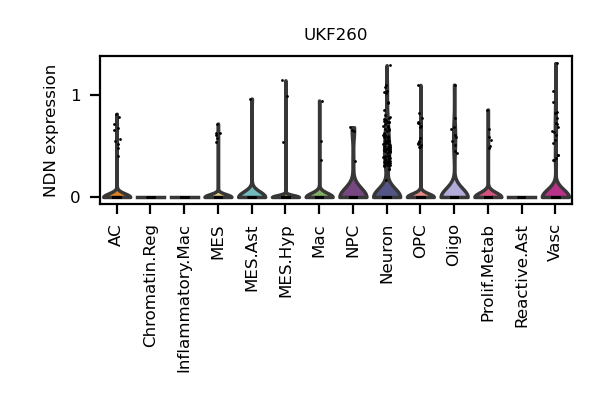 UKF260
NDN expression
1
0
AC
Chromatin.Reg
Inflammatory.Mac
MES
MES.Ast
MES.Hyp
Mac
NPC
Neuron
OPC
Oligo
Prolif.Metab
Reactive.Ast
Vasc